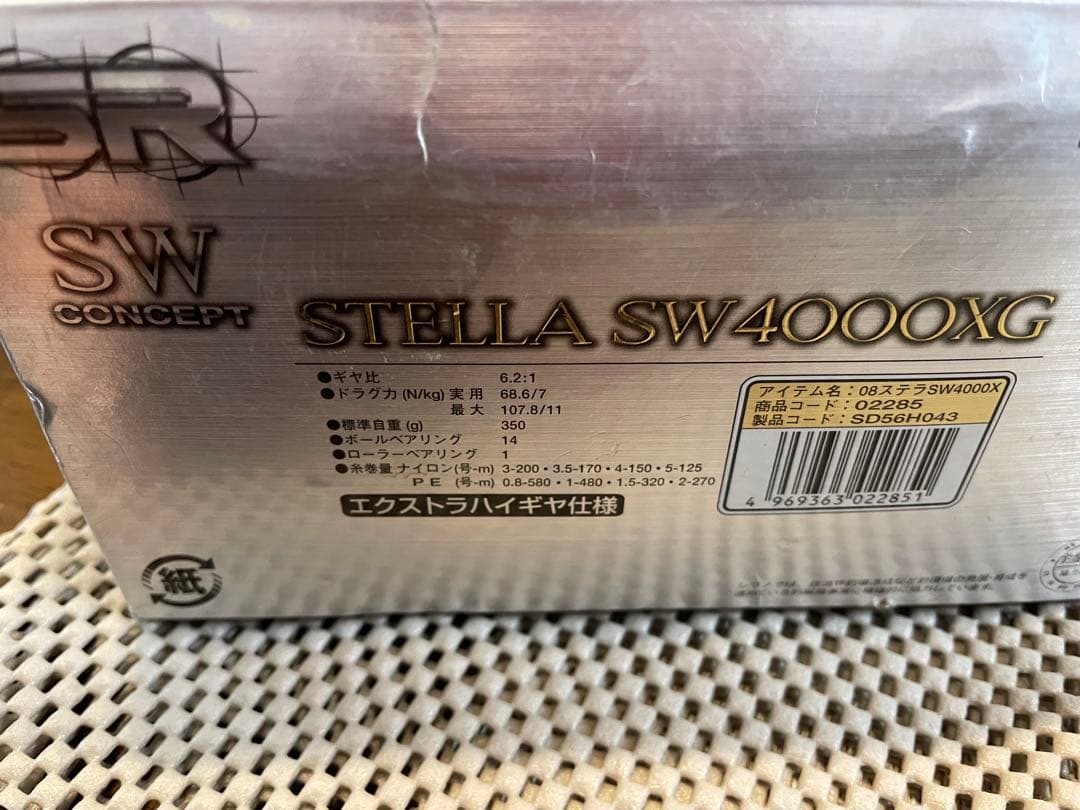 SR
SW
CONCEPT
STELLA SW4000XG
●ギヤ比 6.2:1
●ドラグ力 (N/kg) 実用 68.6/7
最大 107.8/11
●標準自重 (g) 350
●ボールベアリング 14
●ローラーベアリング 1
●糸巻量 ナイロン(号-m) 3-200・3.5-170・4-150・5-125
PE (号-m) 0.8-580・1-480・1.5-320・2-270
エクストラハイギヤ仕様
アイテム名:08ステラSW4000X
商品コード:02285
製品コード:SD56H043
4 969363 022851
紙